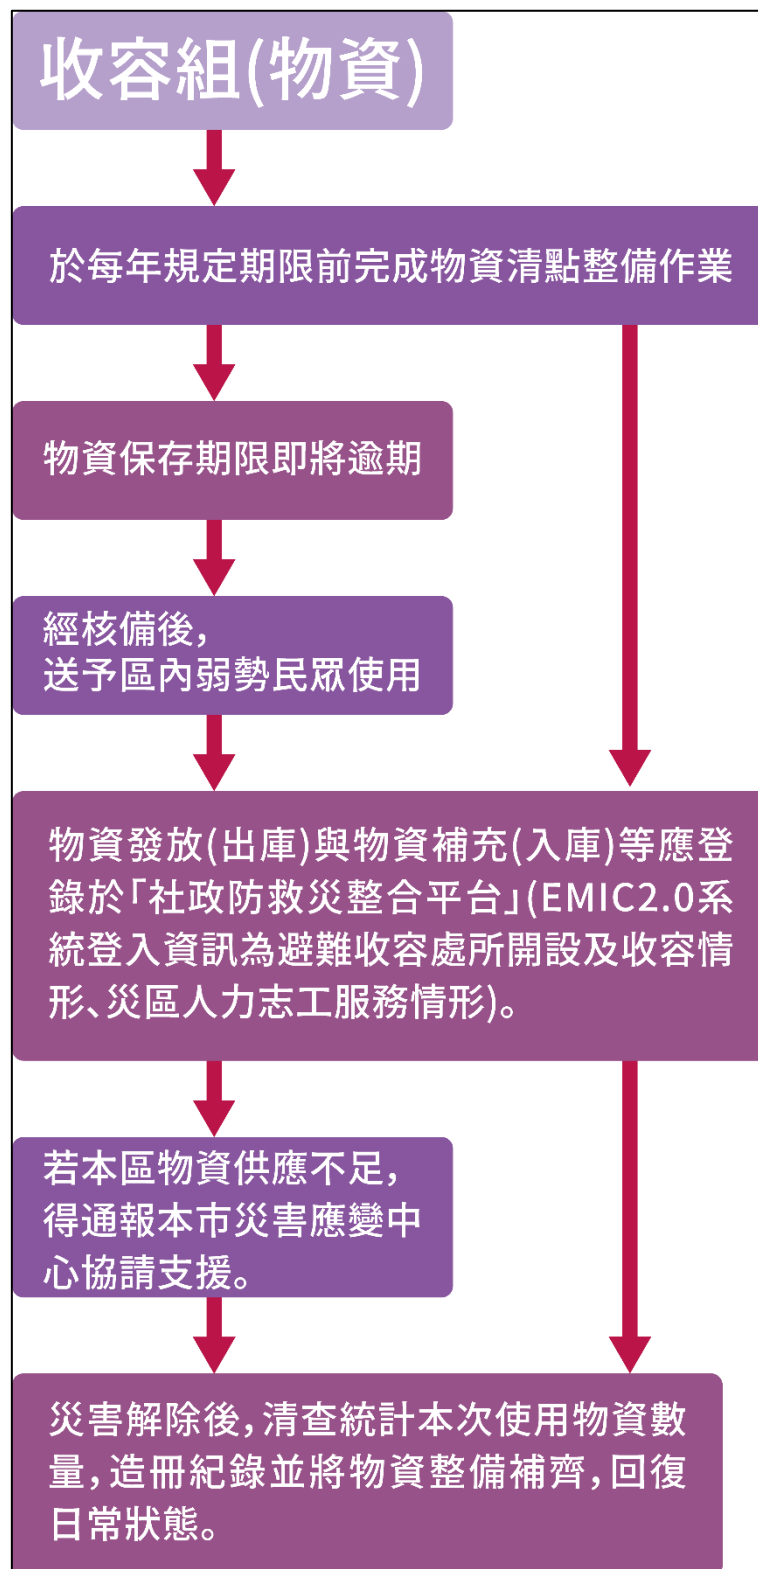 收容組(物資)
於每年規定期限前完成物資清點整備作業
物資保存期限即將逾期
經核備後，
送予區內弱勢民眾使用
物資發放(出庫)與物資補充(入庫)等應登
錄於「社政防救災整合平台」(EMIC2.0系
統登入資訊為避難收容處所開設及收容情
形、災區人力志工服務情形)。
若本區物資供應不足，
得通報本市災害應變中
心協請支援。
災害解除後，清查統計本次使用物資數
量，造冊紀錄並將物資整備補齊，回復
日常狀態。